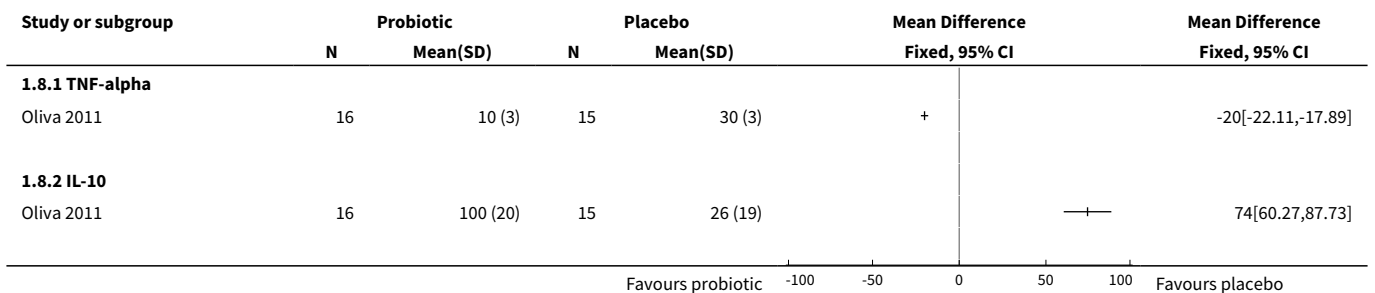 Study or subgroup Probiotic Placebo Mean Difference Mean Difference
N Mean(SD) N Mean(SD) Fixed, 95% CI Fixed, 95% CI
1.8.1 TNF-alpha
Oliva 2011 16 10 (3) 15 30 (3) -20[-22.11,-17.89]
1.8.2 IL-10
Oliva 2011 16 100 (20) 15 26 (19) 74[60.27,87.73]
Favours probiotic -100 -50 0 50 100 Favours placebo